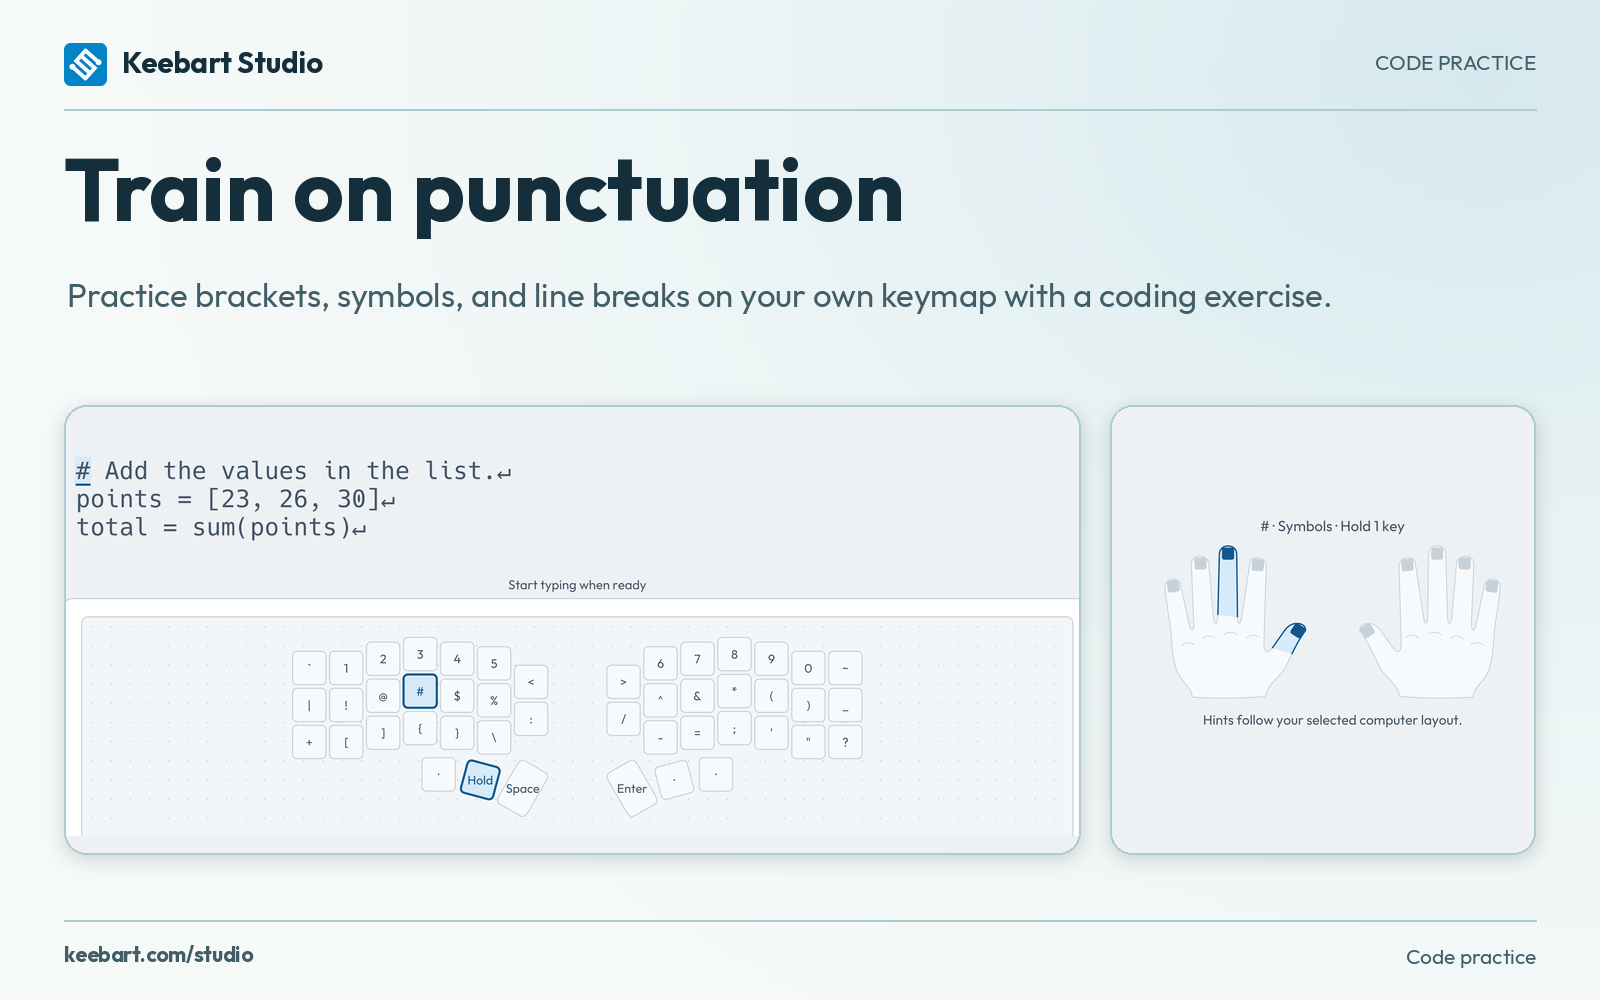 Keebart Studio
CODE PRACTICE
Train on punctuation
Practice brackets, symbols, and line breaks on your own keymap with a coding exercise.
# Add the values in the list.↵
points = [23, 26, 30]↵
total = sum(points)↵
Start typing when ready
` 1 2 3 4 5 <
| ! @ # $ % :
+ [ ] { } \
· Hold Space
> 6 7 8 9 0 ~
/ ^ & * ( ) _
- = ; ' " ?
Enter · ·
# · Symbols · Hold 1 key
Hints follow your selected computer layout.
keebart.com/studio
Code practice